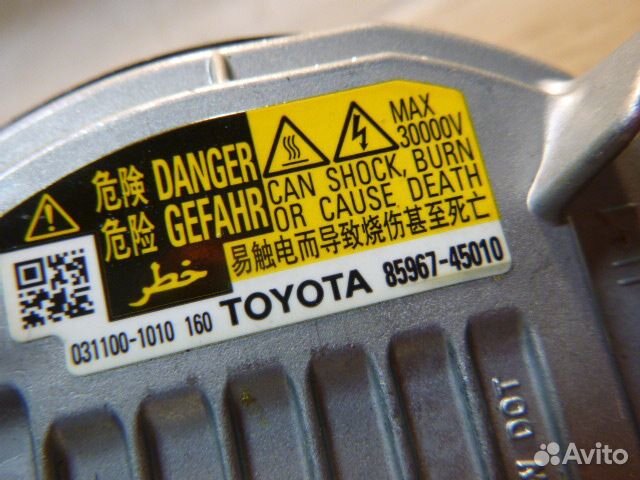 危険 DANGER
危险 GEFAHR
خطر
MAX
30000V
CAN SHOCK, BURN
OR CAUSE DEATH
易触电而导致烧伤甚至死亡
031100-1010 160 TOYOTA 85967-45010
DOT
Avito